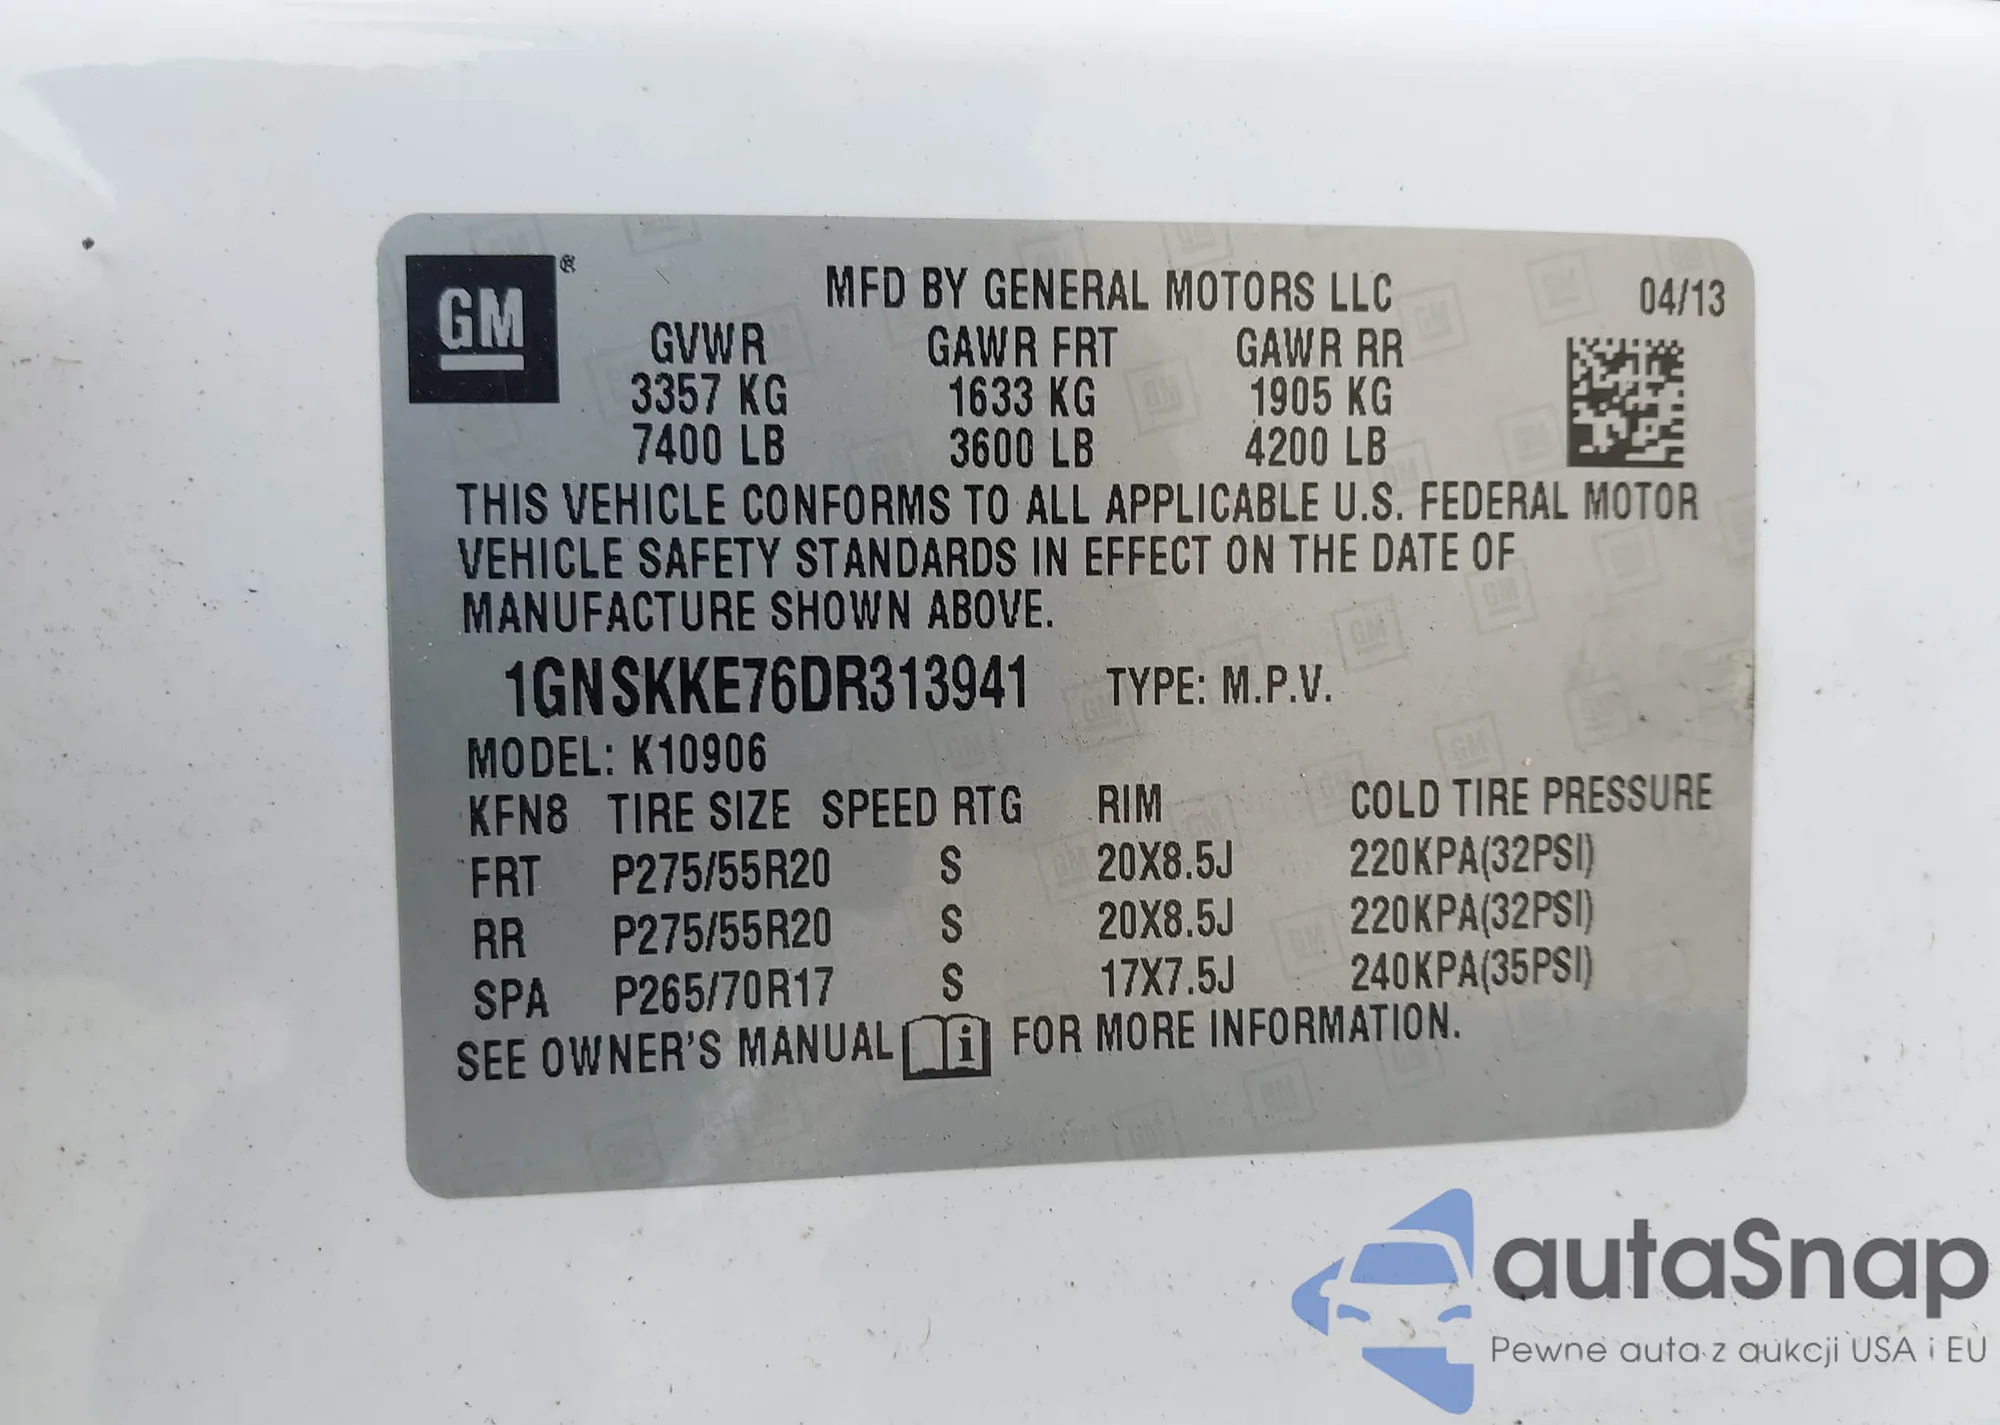 GM ®
MFD BY GENERAL MOTORS LLC 04/13
GVWR GAWR FRT GAWR RR
3357 KG 1633 KG 1905 KG
7400 LB 3600 LB 4200 LB
THIS VEHICLE CONFORMS TO ALL APPLICABLE U.S. FEDERAL MOTOR
VEHICLE SAFETY STANDARDS IN EFFECT ON THE DATE OF
MANUFACTURE SHOWN ABOVE.
1GNSKKE76DR313941 TYPE: M.P.V.
MODEL: K10906
KFN8 TIRE SIZE SPEED RTG RIM COLD TIRE PRESSURE
FRT P275/55R20 S 20X8.5J 220KPA(32PSI)
RR P275/55R20 S 20X8.5J 220KPA(32PSI)
SPA P265/70R17 S 17X7.5J 240KPA(35PSI)
SEE OWNER'S MANUAL i FOR MORE INFORMATION.
autaSnap
Pewne auta z aukcji USA i EU